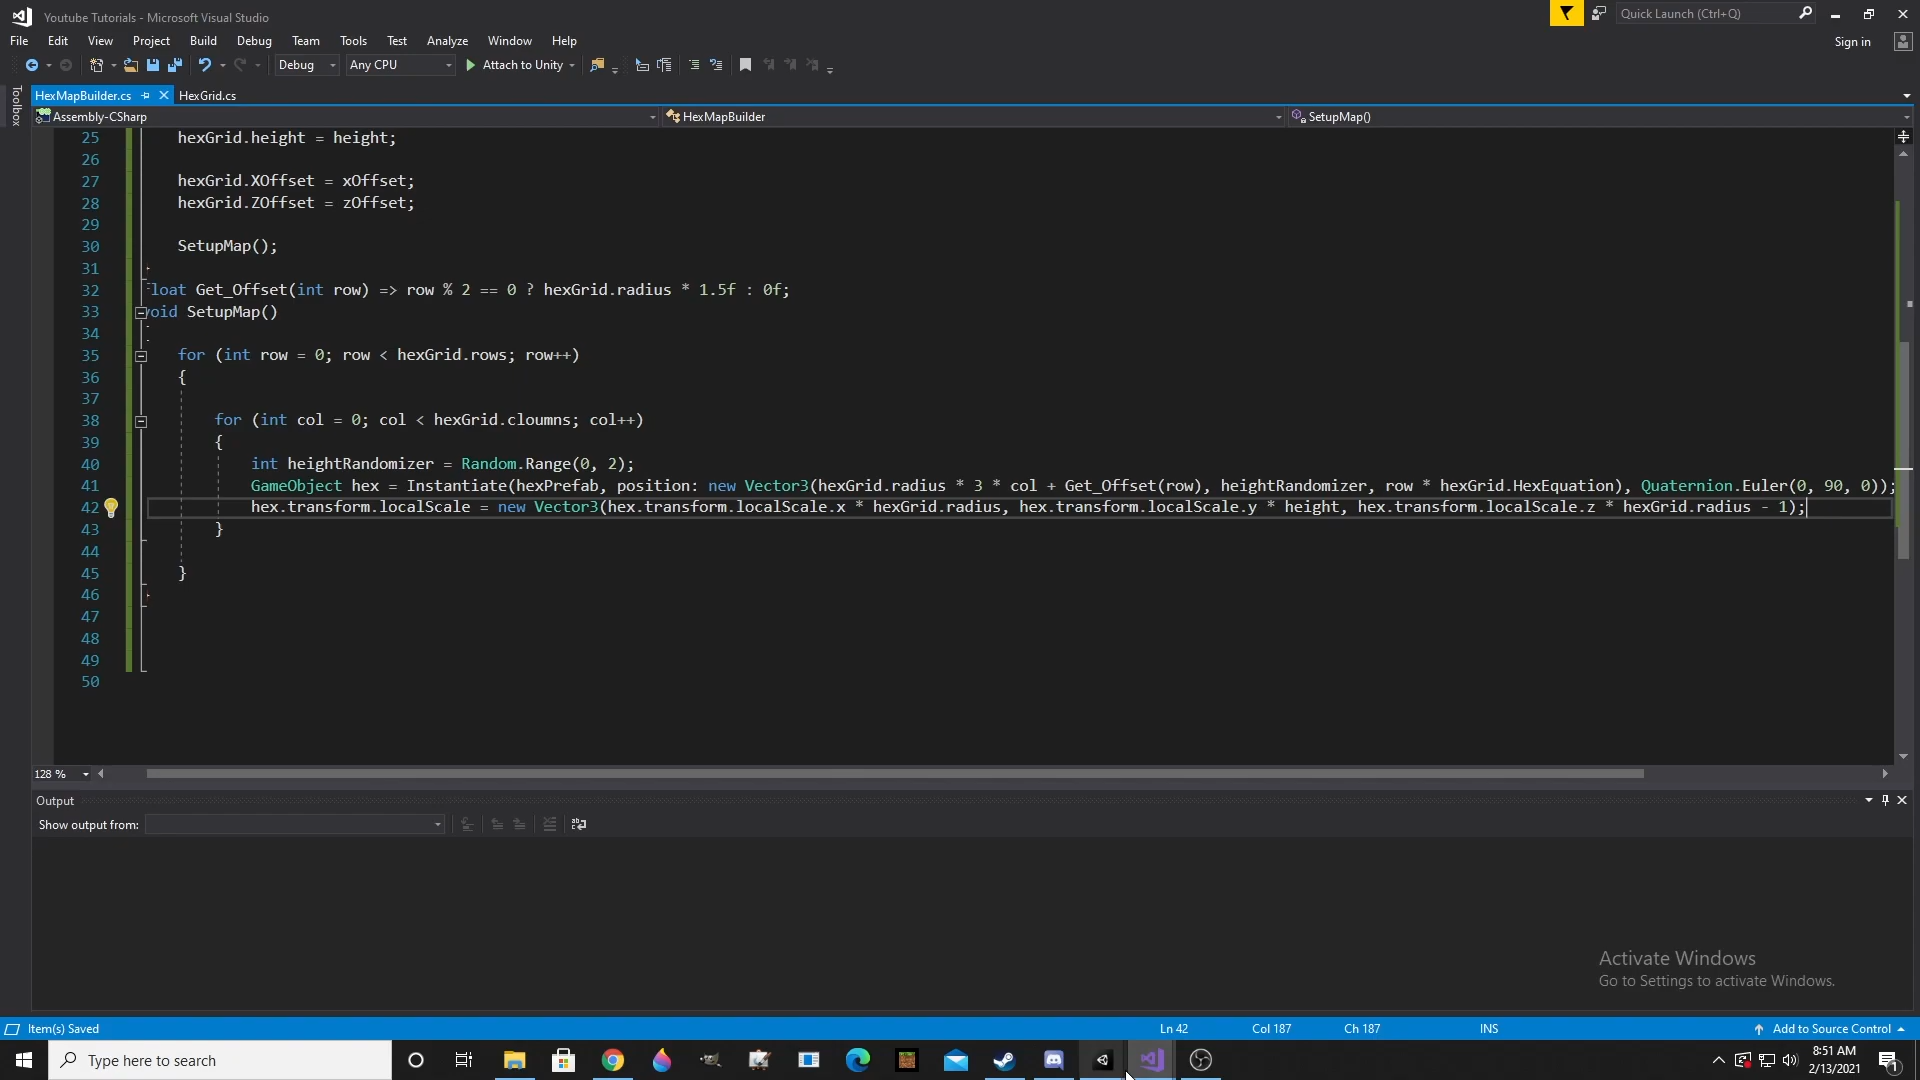 Youtube Tutorials - Microsoft Visual Studio
Quick Launch (Ctrl+Q)
File Edit View Project Build Debug Team Tools Test Analyze Window Help
Sign in
Debug Any CPU Attach to Unity
Toolbox
HexMapBuilder.cs HexGrid.cs
Assembly-CSharp HexMapBuilder SetupMap()
25 hexGrid.height = height;
26
27 hexGrid.XOffset = xOffset;
28 hexGrid.ZOffset = zOffset;
29
30 SetupMap();
31
32 loat Get_Offset(int row) => row % 2 == 0 ? hexGrid.radius * 1.5f : 0f;
33 oid SetupMap()
34
35 for (int row = 0; row < hexGrid.rows; row++)
36 {
37
38 for (int col = 0; col < hexGrid.cloumns; col++)
39 {
40 int heightRandomizer = Random.Range(0, 2);
41 GameObject hex = Instantiate(hexPrefab, position: new Vector3(hexGrid.radius * 3 * col + Get_Offset(row), heightRandomizer, row * hexGrid.HexEquation), Quaternion.Euler(0, 90, 0));
42 hex.transform.localScale = new Vector3(hex.transform.localScale.x * hexGrid.radius, hex.transform.localScale.y * height, hex.transform.localScale.z * hexGrid.radius - 1);
43 }
44
45 }
46
47
48
49
50
128 %
Output
Show output from:
Activate Windows
Go to Settings to activate Windows.
Item(s) Saved Ln 42 Col 187 Ch 187 INS Add to Source Control
Type here to search
8:51 AM
2/13/2021
1